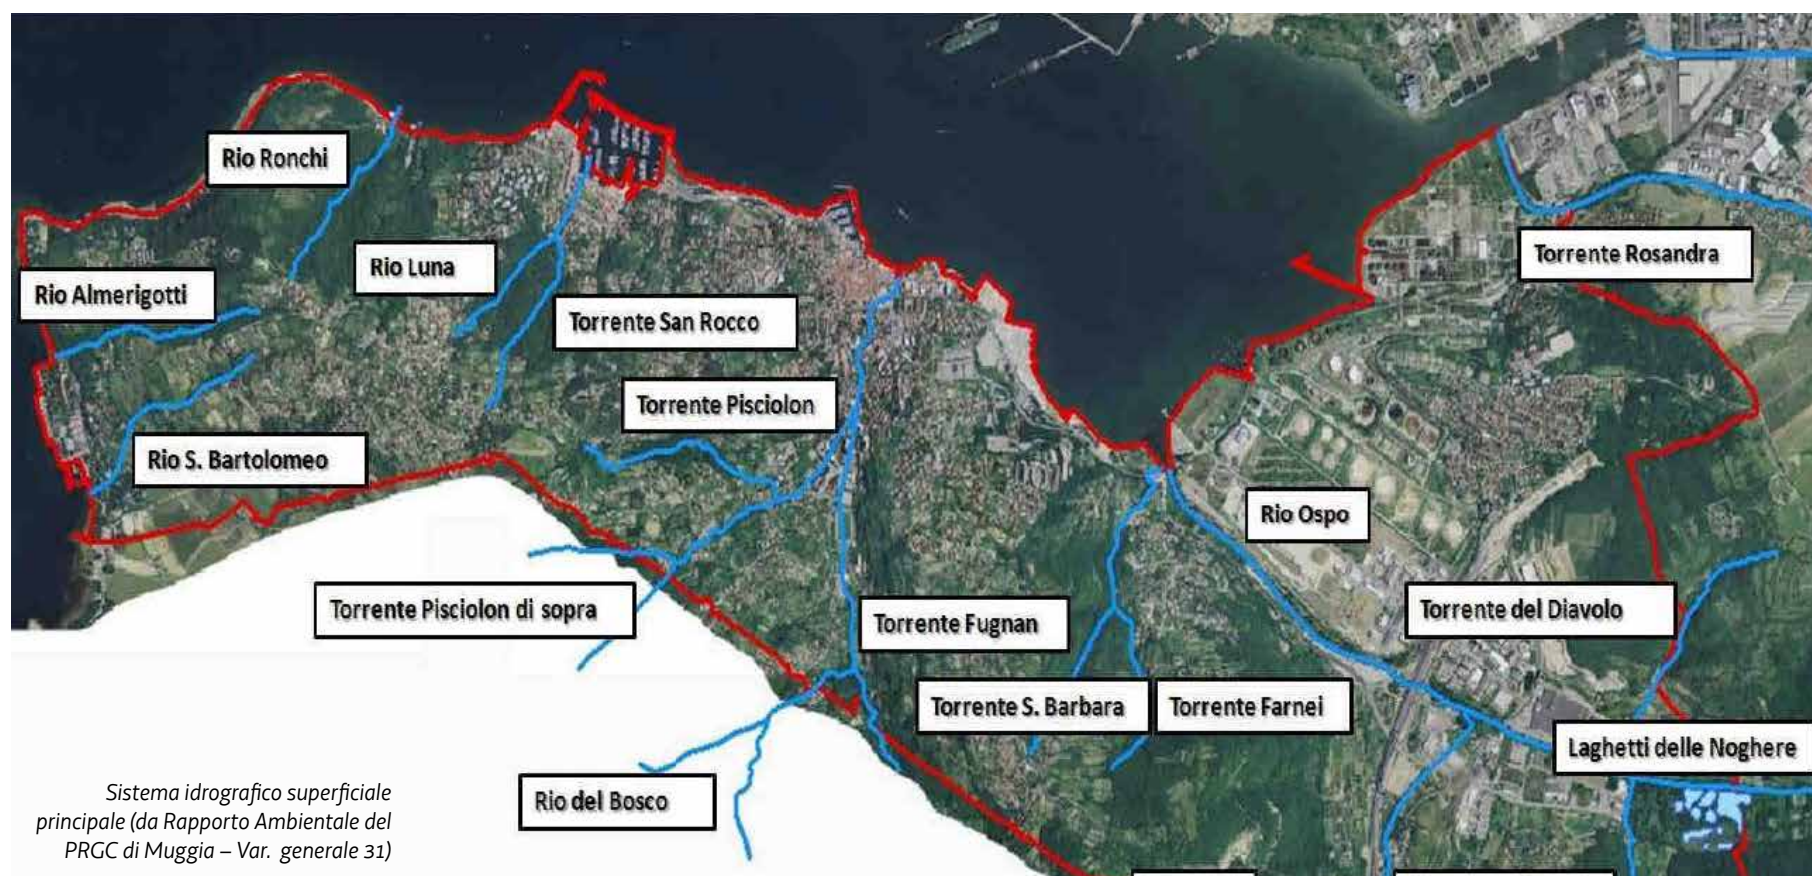 Rio Ronchi
Rio Luna
Torrente Rosandra
Rio Almerigotti
Torrente San Rocco
Torrente Pisciolon
Rio S. Bartolomeo
Rio Ospo
Torrente Pisciolon di sopra
Torrente Fugnan
Torrente del Diavolo
Torrente S. Barbara
Torrente Farnei
Laghetti delle Noghere
Rio del Bosco
Sistema idrografico superficiale
principale (da Rapporto Ambientale del
PRGC di Muggia – Var. generale 31)